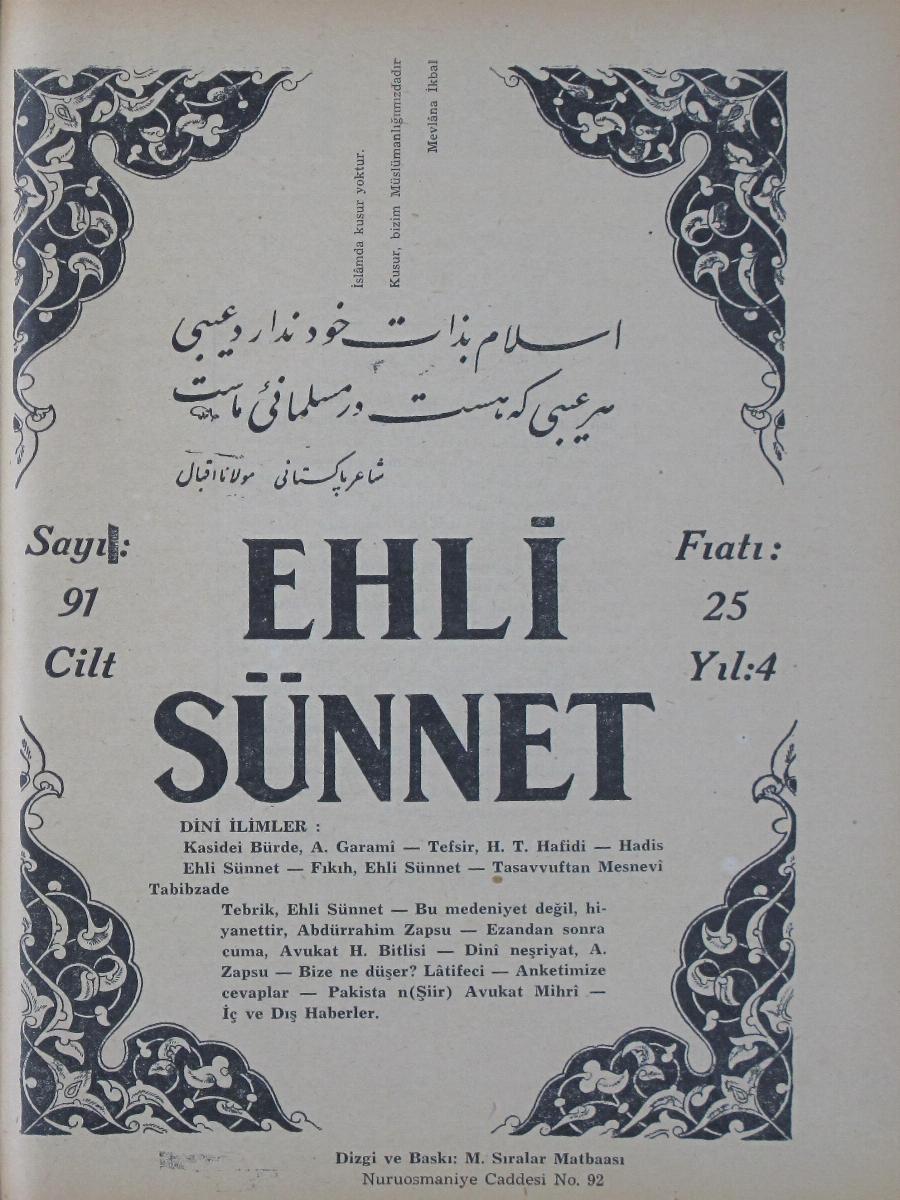 İslâmda kusur yoktur.
Kusur, bizim Müslümanlığımızdadır
Mevlâna İkbal
اسلام بذات خود ندارد عیبی
هر عیبی که هست در مسلمانئ ماست
شاعر پاکستانی مولانا اقبال
Sayı:
91
Cilt
EHLİ
SÜNNET
Fıatı:
25
Yıl:4
DİNİ İLİMLER :
Kasidei Bürde, A. Garamî — Tefsir, H. T. Hafidi — Hadis
Ehli Sünnet — Fıkıh, Ehli Sünnet — Tasavvuftan Mesnevî
Tabibzade
Tebrik, Ehli Sünnet — Bu medeniyet değil, hi-
yanettir, Abdürrahim Zapsu — Ezandan sonra
cuma, Avukat H. Bitlisi — Dinî neşriyat, A.
Zapsu — Bize ne düşer? Lâtifeci — Anketimize
cevaplar — Pakista n(Şiir) Avukat Mihrî —
İç ve Dış Haberler.
Dizgi ve Baskı: M. Sıralar Matbaası
Nuruosmaniye Caddesi No. 92